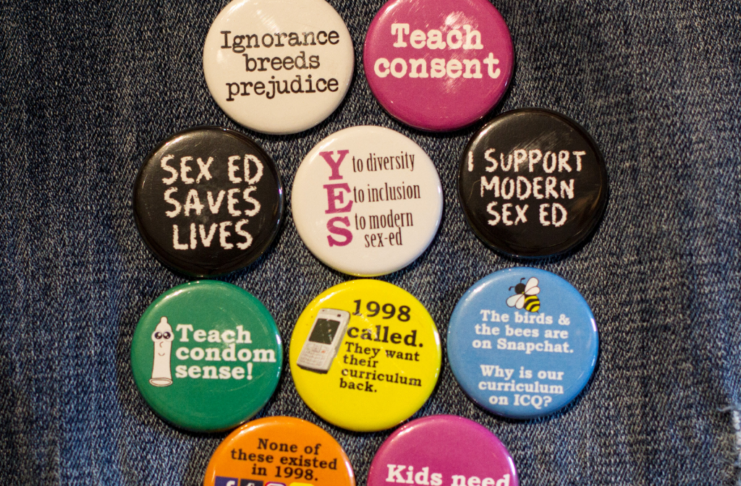 Ignorance
breeds
prejudice
Teach
consent
SEX ED
SAVES
LIVES
YES
to diversity
to inclusion
to modern
sex-ed
I SUPPORT
MODERN
SEX ED
Teach
condom
sense!
1998
called.
They want
their
curriculum
back.
The birds &
the bees are
on Snapchat.
Why is our
curriculum
on ICQ?
None of
these existed
in 1998.
Kids need